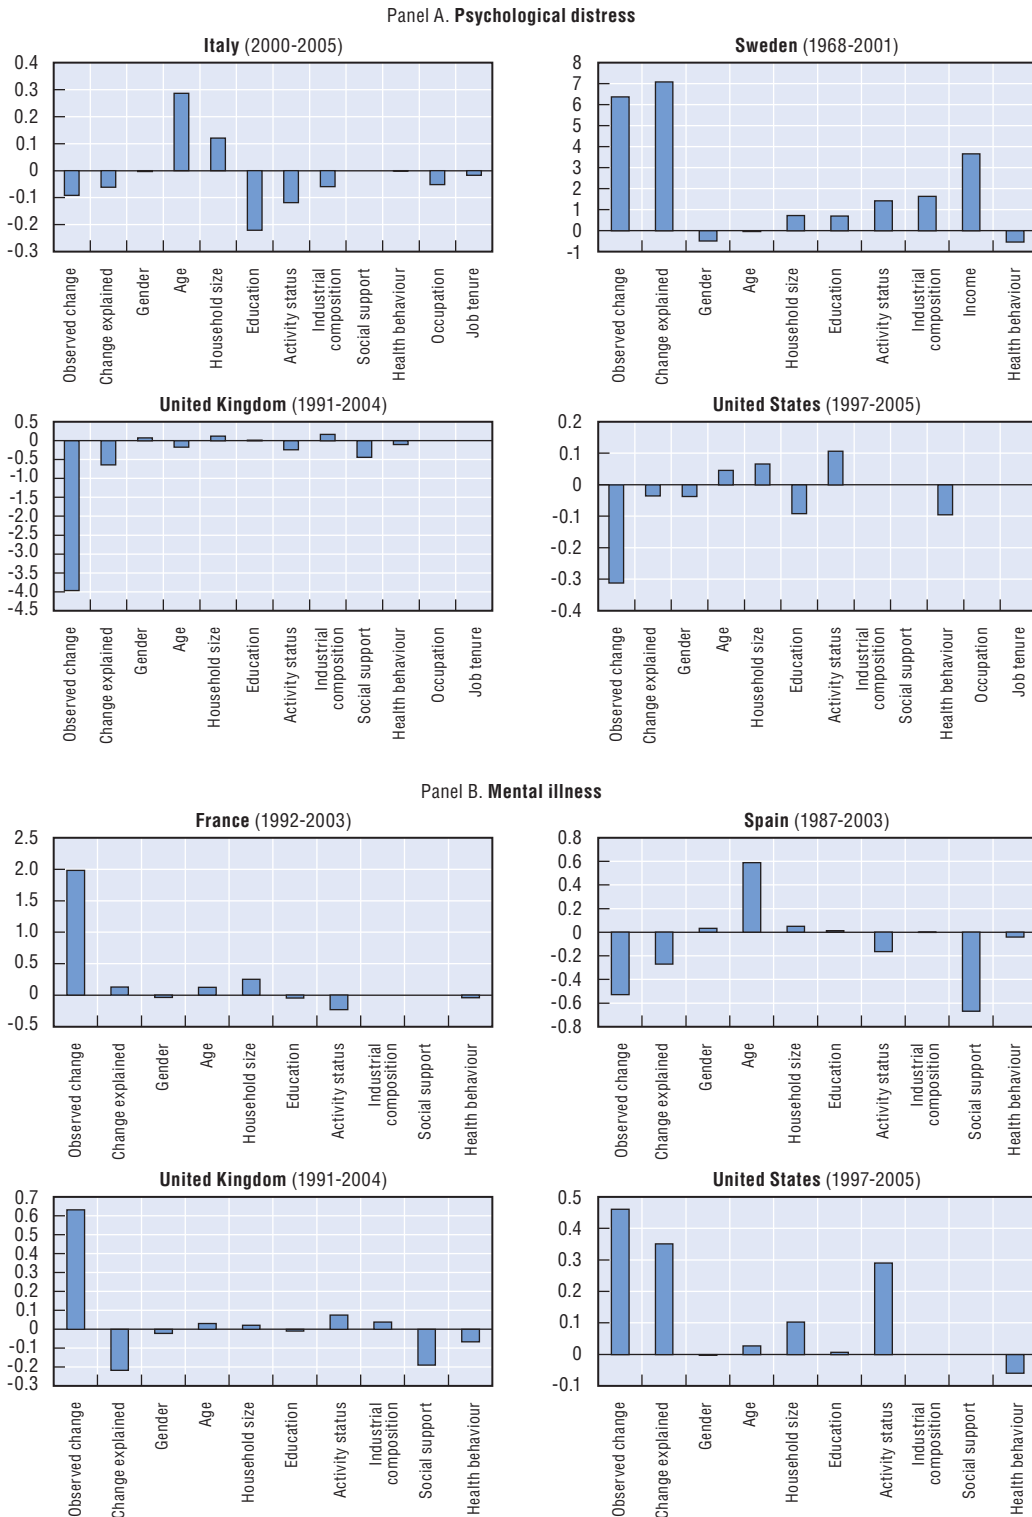 Panel A. Psychological distress
Italy (2000-2005)
0.4
0.3
0.2
0.1
0
-0.1
-0.2
-0.3
Observed change
Change explained
Gender
Age
Household size
Education
Activity status
Industrial
composition
Social support
Health behaviour
Occupation
Job tenure
Sweden (1968-2001)
8
7
6
5
4
3
2
1
0
-1
Observed change
Change explained
Gender
Age
Household size
Education
Activity status
Industrial
composition
Income
Health behaviour
United Kingdom (1991-2004)
0.5
0
-0.5
-1.0
-1.5
-2.0
-2.5
-3.0
-3.5
-4.0
-4.5
Observed change
Change explained
Gender
Age
Household size
Education
Activity status
Industrial
composition
Social support
Health behaviour
Occupation
Job tenure
United States (1997-2005)
0.2
0.1
0
-0.1
-0.2
-0.3
-0.4
Observed change
Change explained
Gender
Age
Household size
Education
Activity status
Industrial
composition
Social support
Health behaviour
Occupation
Job tenure
Panel B. Mental illness
France (1992-2003)
2.5
2.0
1.5
1.0
0.5
0
-0.5
Observed change
Change explained
Gender
Age
Household size
Education
Activity status
Industrial
composition
Social support
Health behaviour
Spain (1987-2003)
0.8
0.6
0.4
0.2
0
-0.2
-0.4
-0.6
-0.8
Observed change
Change explained
Gender
Age
Household size
Education
Activity status
Industrial
composition
Social support
Health behaviour
United Kingdom (1991-2004)
0.7
0.6
0.5
0.4
0.3
0.2
0.1
0
-0.1
-0.2
-0.3
Observed change
Change explained
Gender
Age
Household size
Education
Activity status
Industrial
composition
Social support
Health behaviour
United States (1997-2005)
0.5
0.4
0.3
0.2
0.1
0
-0.1
Observed change
Change explained
Gender
Age
Household size
Education
Activity status
Industrial
composition
Social support
Health behaviour